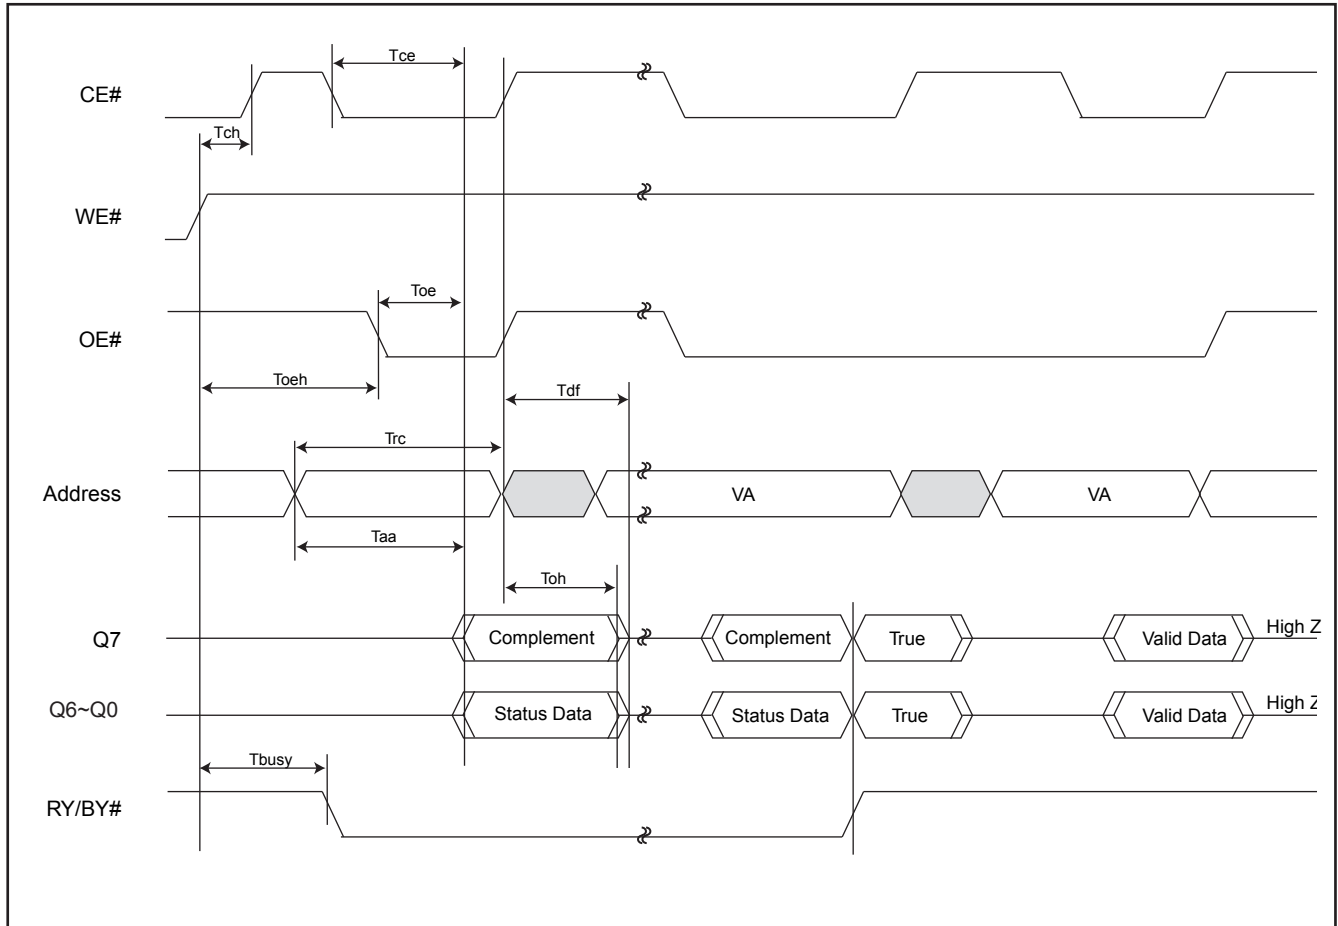 Tce
CE#
Tch
WE#
Toe
OE#
Toeh
Tdf
Trc
Address
VA
VA
Taa
Toh
Q7
Complement
Complement
True
Valid Data
High Z
Q6~Q0
Status Data
Status Data
True
Valid Data
High Z
Tbusy
RY/BY#